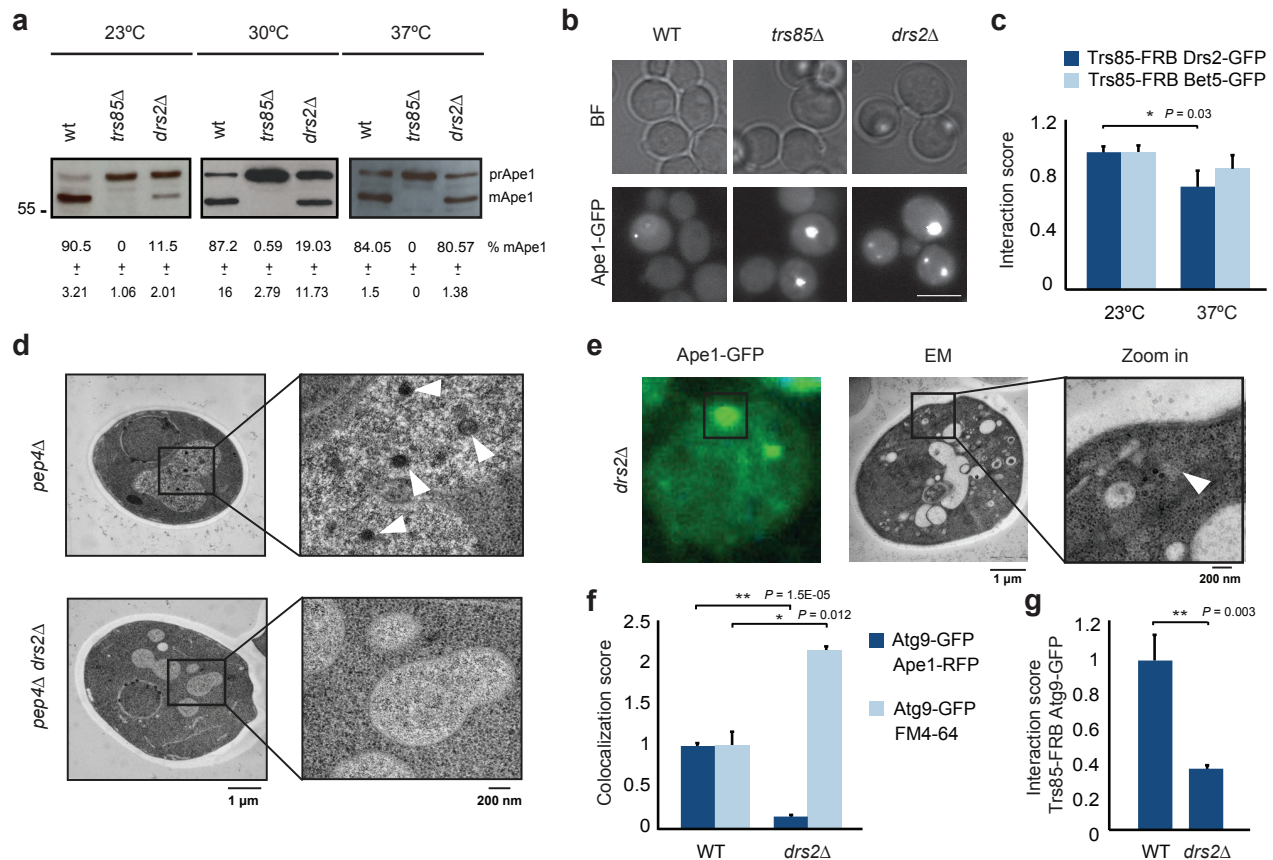 a
23ºC 30ºC 37ºC
wt trs85Δ drs2Δ wt trs85Δ drs2Δ wt trs85Δ drs2Δ
prApe1
mApe1
55 -
90.5 0 11.5 87.2 0.59 19.03 84.05 0 80.57 % mApe1
± ± ± ± ± ± ± ± ±
3.21 1.06 2.01 16 2.79 11.73 1.5 0 1.38
b
WT trs85Δ drs2Δ
BF
Ape1-GFP
c
Trs85-FRB Drs2-GFP
Trs85-FRB Bet5-GFP
* P = 0.03
Interaction score
1.2
0.8
0.4
0
23ºC 37ºC
d
pep4Δ
pep4Δ drs2Δ
1 µm 200 nm
e
Ape1-GFP EM Zoom in
drs2Δ
1 µm 200 nm
f
** P = 1.5E-05
* P = 0.012
Colocalization score
2.5
2
1.5
1
0.5
0
WT drs2Δ
Atg9-GFP
Ape1-RFP
Atg9-GFP
FM4-64
g
** P = 0.003
Interaction score
Trs85-FRB Atg9-GFP
1.2
1
0.8
0.6
0.4
0.2
0
WT drs2Δ